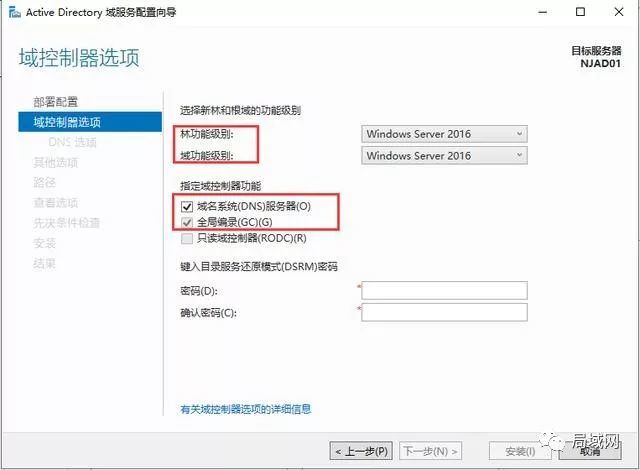 Active Directory 域服务配置向导
域控制器选项
目标服务器
NJAD01
部署配置
域控制器选项
DNS 选项
其他选项
路径
查看选项
先决条件检查
安装
结果
选择新林和根域的功能级别
林功能级别: Windows Server 2016
域功能级别: Windows Server 2016
指定域控制器功能
域名系统(DNS)服务器(O)
全局编录(GC)(G)
只读域控制器(RODC)(R)
键入目录服务还原模式(DSRM)密码
密码(D): *
确认密码(C): *
有关域控制器选项的详细信息
< 上一步(P) 下一步(N) > 安装(I) 取消
局域网